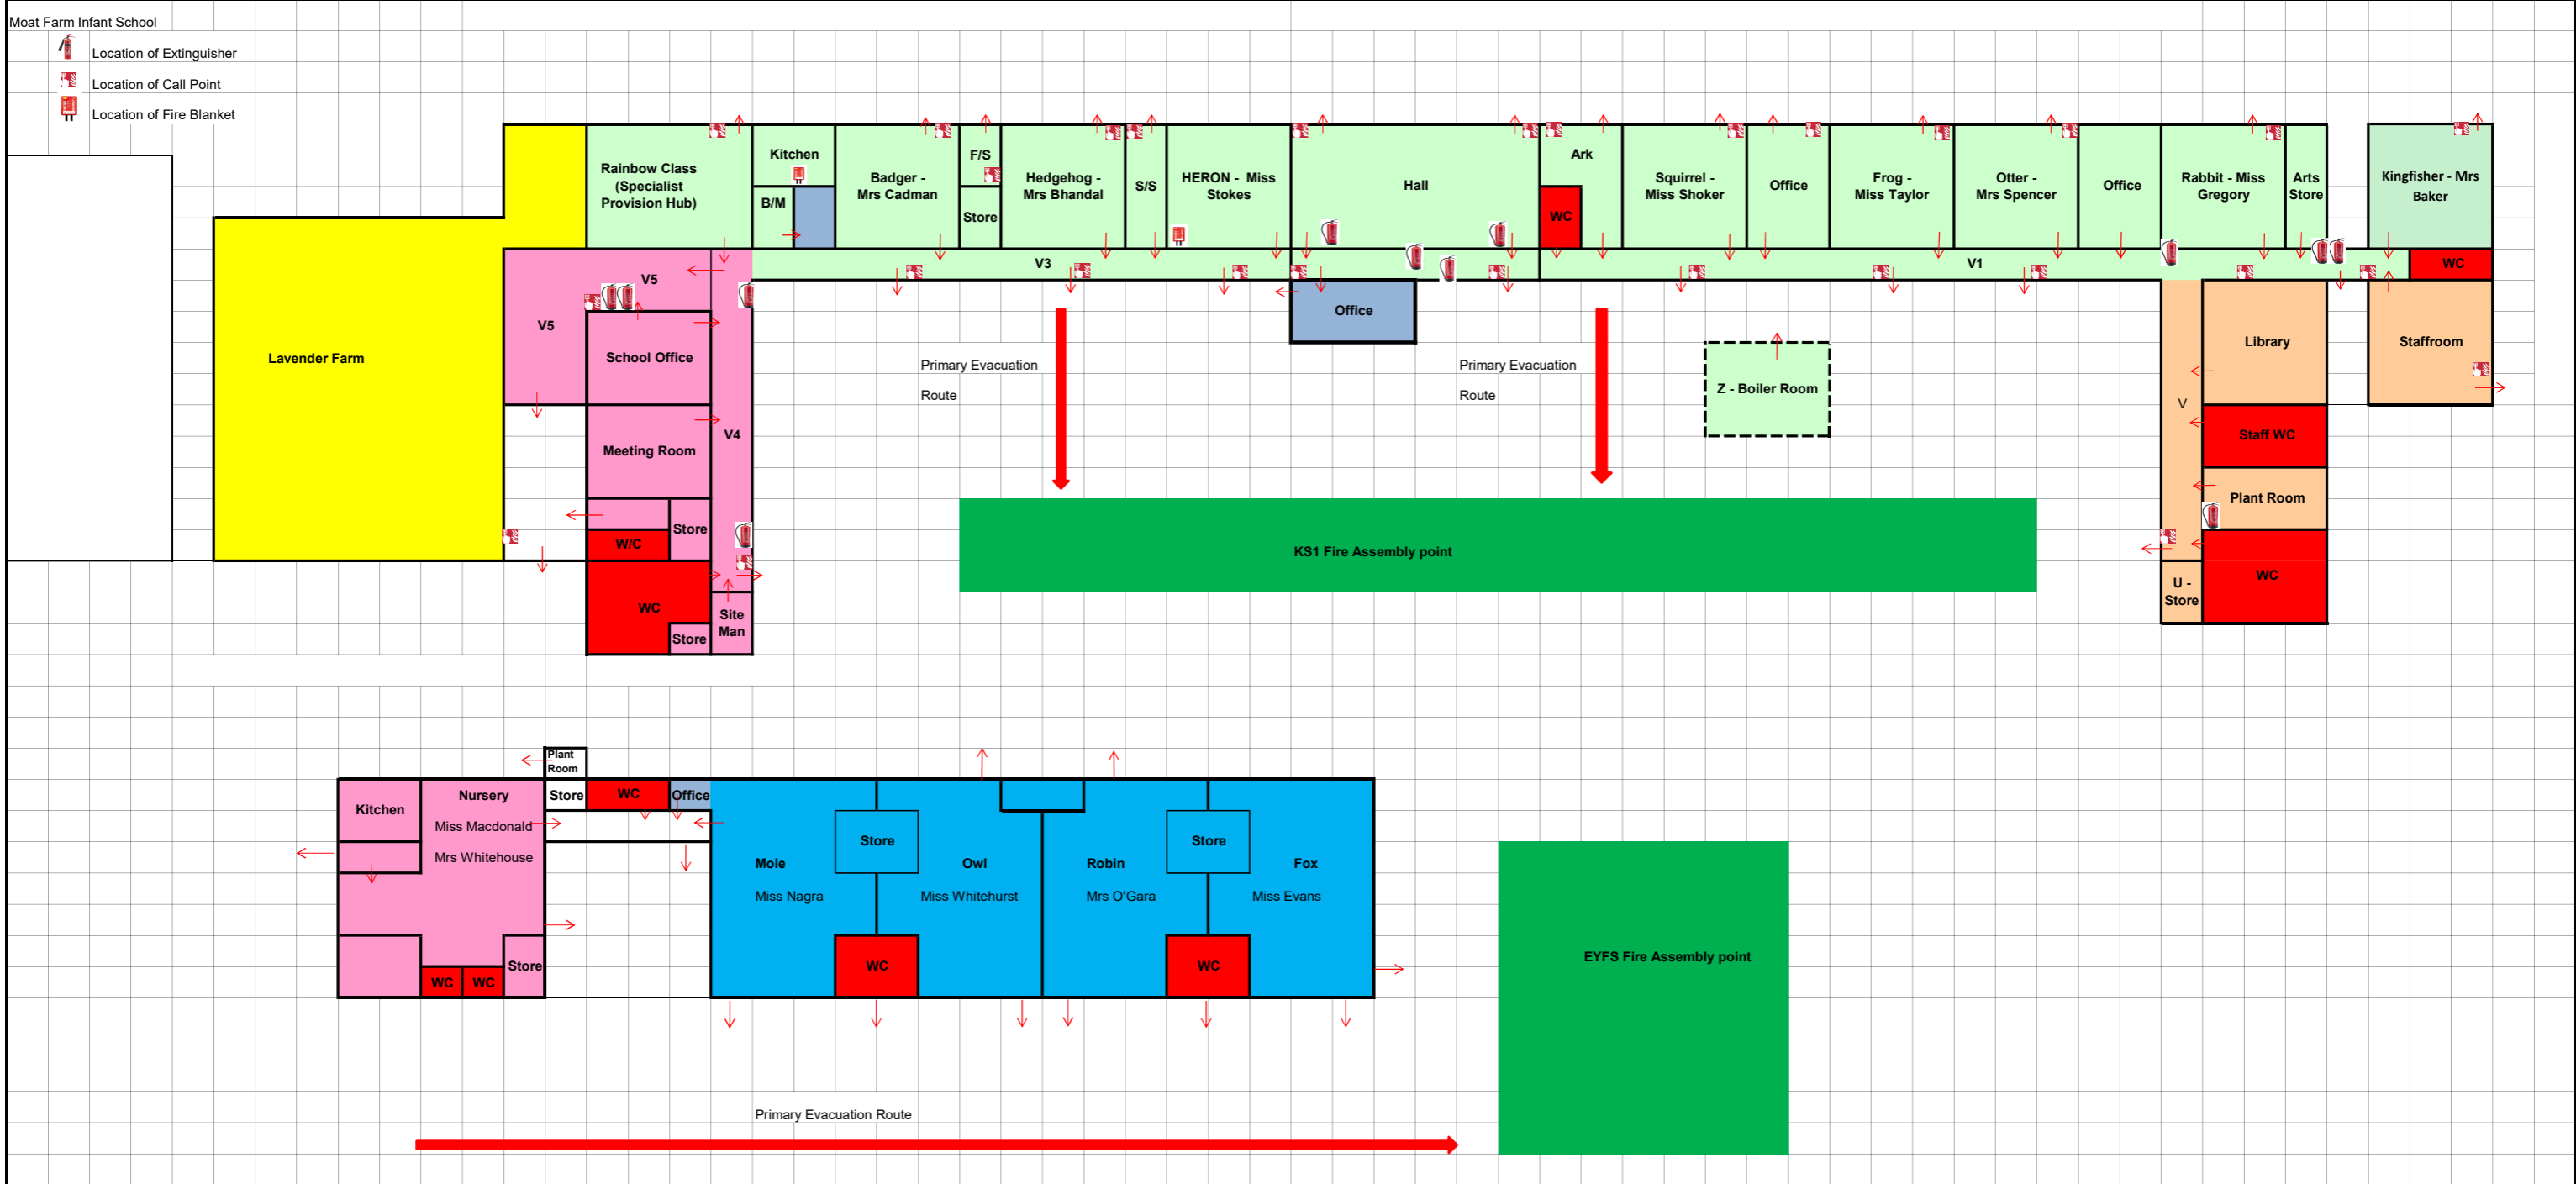 Moat Farm Infant School
Location of Extinguisher
Location of Call Point
Location of Fire Blanket
Rainbow Class
(Specialist
Provision Hub)
Kitchen
B/M
Badger -
Mrs Cadman
F/S
Store
Hedgehog -
Mrs Bhandal
S/S
HERON - Miss
Stokes
Hall
Ark
WC
Squirrel -
Miss Shoker
Office
Frog -
Miss Taylor
Otter -
Mrs Spencer
Office
Rabbit - Miss
Gregory
Arts
Store
Kingfisher - Mrs
Baker
V5
V3
V1
WC
V5
Office
Lavender Farm
School Office
Primary Evacuation
Route
Primary Evacuation
Route
Z - Boiler Room
Library
Staffroom
V
V4
Meeting Room
Staff WC
Plant Room
Store
W/C
KS1 Fire Assembly point
WC
U -
Store
WC
Site
Man
Store
Plant
Room
Kitchen
Nursery
Miss Macdonald
Mrs Whitehouse
Store
WC
Office
Store
Store
Mole
Miss Nagra
Owl
Miss Whitehurst
Robin
Mrs O'Gara
Fox
Miss Evans
Store
WC
WC
WC
WC
EYFS Fire Assembly point
Primary Evacuation Route